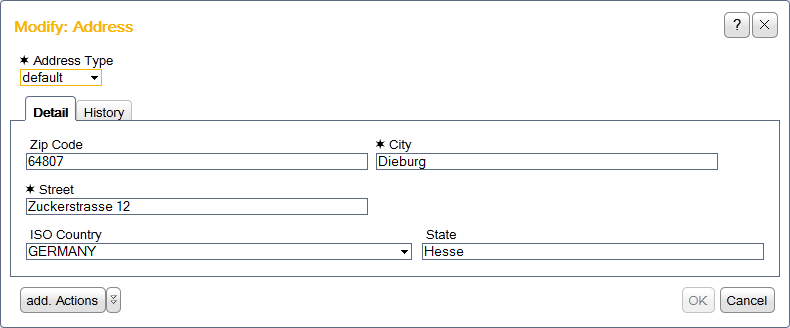 Modify: Address
?
✶ Address Type
default
Detail History
Zip Code ✶ City
64807 Dieburg
✶ Street
Zuckerstrasse 12
ISO Country State
GERMANY Hesse
add. Actions OK Cancel